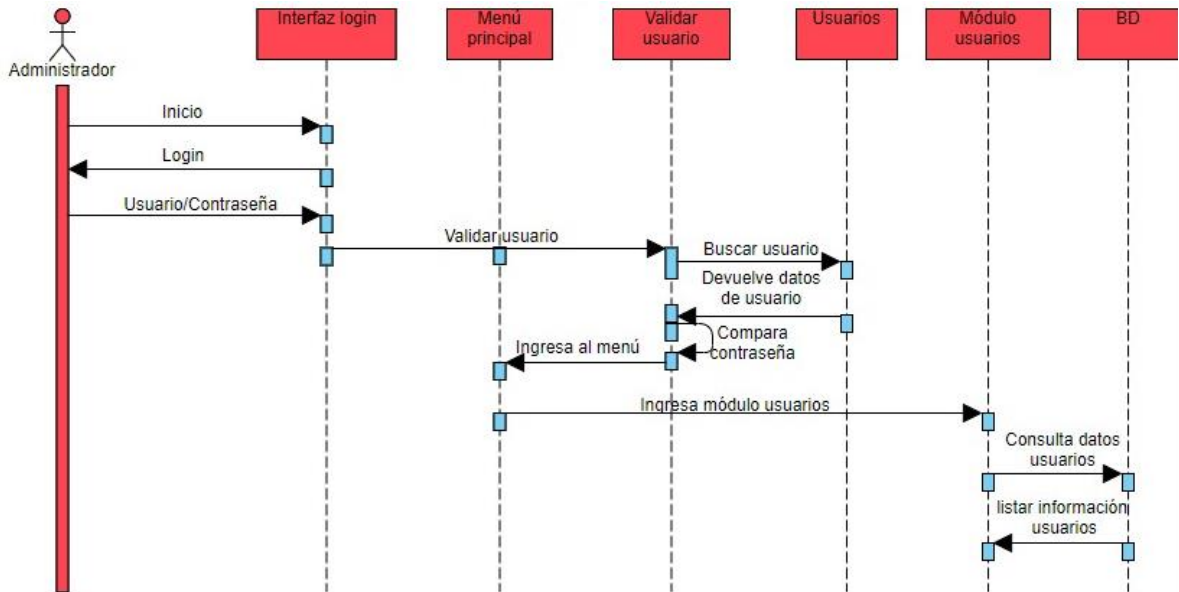 Interfaz login
Menú
principal
Validar
usuario
Usuarios
Módulo
usuarios
BD
Administrador
Inicio
Login
Usuario/Contraseña
Validar usuario
Buscar usuario
Devuelve datos
de usuario
Compara
contraseña
Ingresa al menú
Ingresa módulo usuarios
Consulta datos
usuarios
listar información
usuarios